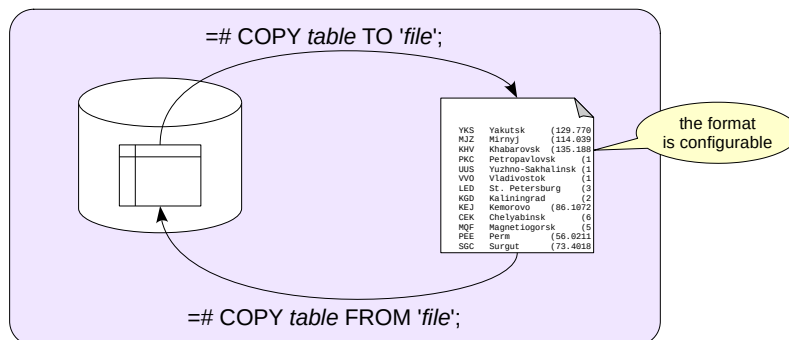 =# COPY table TO 'file';
YKS Yakutsk (129.770
MJZ Mirnyj (114.039
KHV Khabarovsk (135.188
PKC Petropavlovsk (1
UUS Yuzhno-Sakhalinsk (1
VVO Vladivostok (1
LED St. Petersburg (3
KGD Kaliningrad (2
KEJ Kemorovo (86.1072
CEK Chelyabinsk (6
MQF Magnetiogorsk (5
PEE Perm (56.0211
SGC Surgut (73.4018
the format
is configurable
=# COPY table FROM 'file';